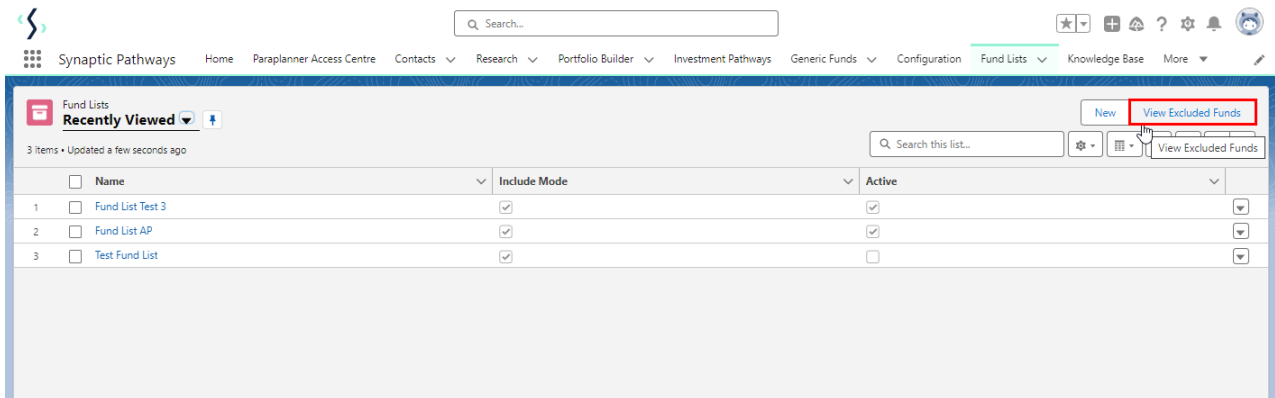 Search...
Synaptic Pathways Home Paraplanner Access Centre Contacts Research Portfolio Builder Investment Pathways Generic Funds Configuration Fund Lists Knowledge Base More
Fund Lists
Recently Viewed
New View Excluded Funds
3 items • Updated a few seconds ago
Search this list...
View Excluded Funds
Name Include Mode Active
1 Fund List Test 3
2 Fund List AP
3 Test Fund List